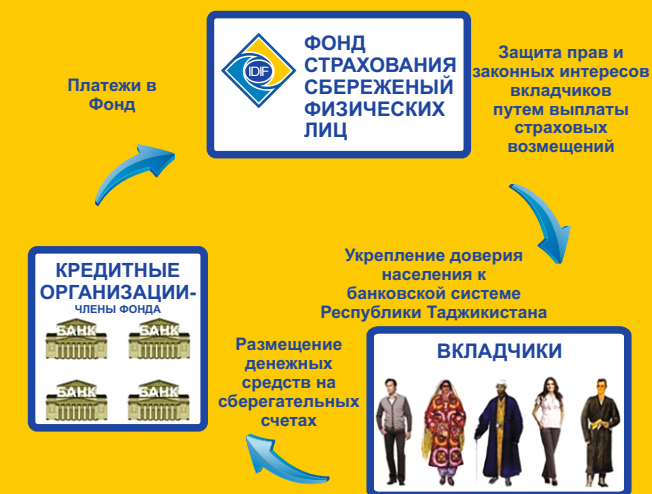 IDIF
ФОНД
СТРАХОВАНИЯ
СБЕРЕЖЕНЫЙ
ФИЗИЧЕСКИХ
ЛИЦ
Защита прав и
законных интересов
вкладчиков
путем выплаты
страховых
возмещений
Платежи в
Фонд
КРЕДИТНЫЕ
ОРГАНИЗАЦИИ-
ЧЛЕНЫ ФОНДА
БАНК
БАНК
БАНК
БАНК
Укрепление доверия
населения к
банковской системе
Республики Таджикистана
Размещение
денежных
средств на
сберегательных
счетах
ВКЛАДЧИКИ